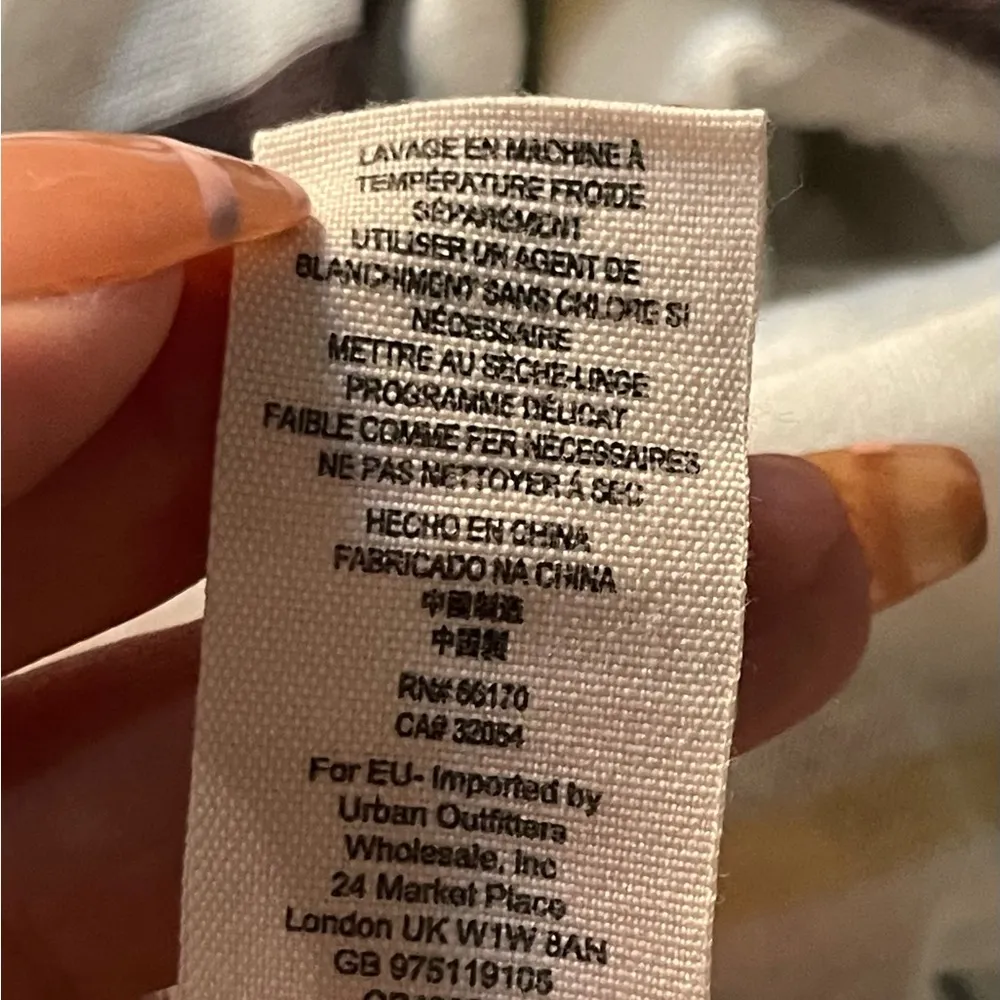 LAVAGE EN MACHINE À
TEMPÉRATURE FROIDE
SÉPARÉMENT
UTILISER UN AGENT DE
BLANCHIMENT SANS CHLORE SI
NÉCESSAIRE
METTRE AU SÈCHE-LINGE
PROGRAMME DÉLICAT
FAIBLE COMME FER NÉCESSAIRES
NE PAS NETTOYER À SEC
HECHO EN CHINA
FABRICADO NA CHINA
中國制造
中國製
RN# 66170
CA# 32054
For EU- Imported by
Urban Outfitters
Wholesale, Inc
24 Market Place
London UK W1W 8AH
GB 975119105